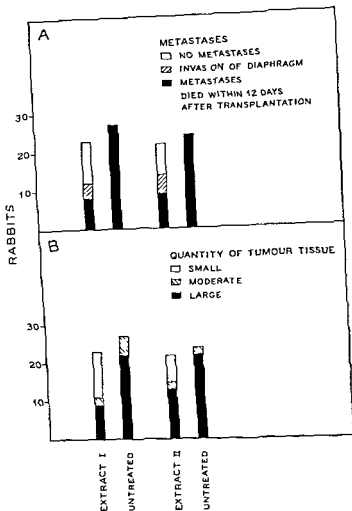 A
METASTASES
NO METASTASES
INVASION OF DIAPHRAGM
METASTASES
DIED WITHIN 12 DAYS
AFTER TRANSPLANTATION
30
20
10
RABBITS
B
QUANTITY OF TUMOUR TISSUE
SMALL
MODERATE
LARGE
30
20
10
EXTRACT I
UNTREATED
EXTRACT II
UNTREATED